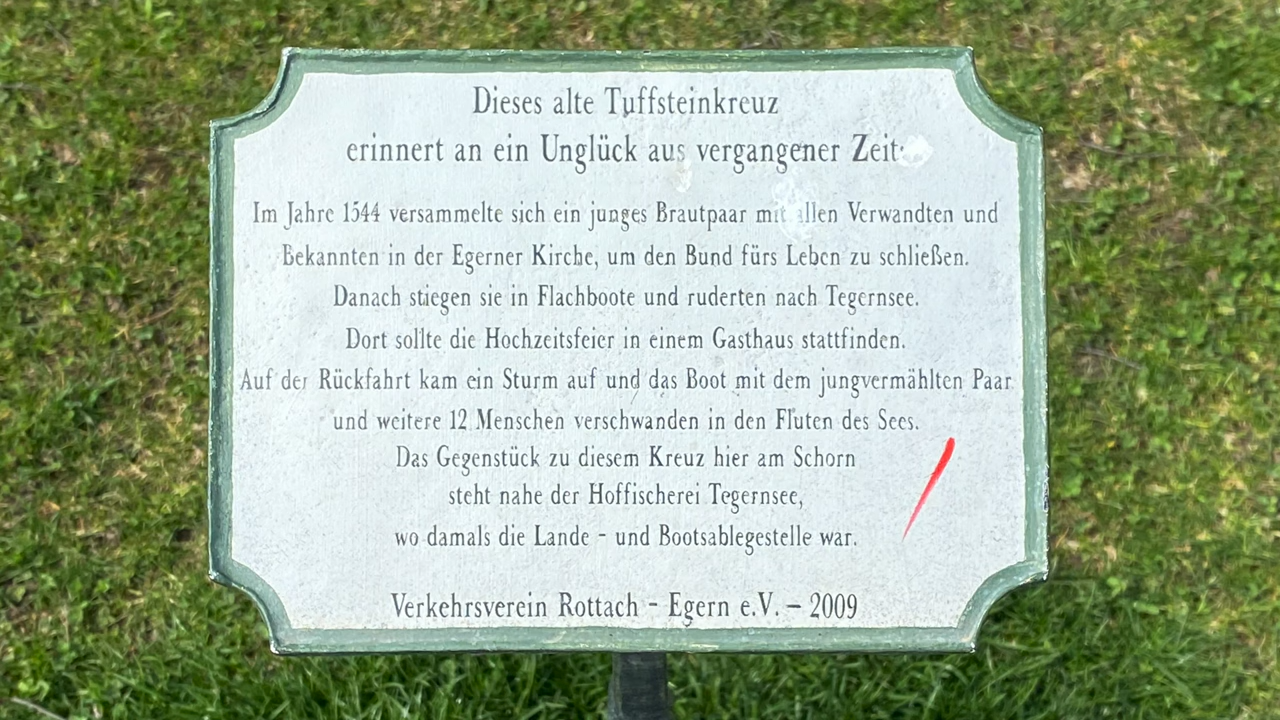 Dieses alte Tuffsteinkreuz
erinnert an ein Unglück aus vergangener Zeit:
Im Jahre 1544 versammelte sich ein junges Brautpaar mit allen Verwandten und
Bekannten in der Egerner Kirche, um den Bund fürs Leben zu schließen.
Danach stiegen sie in Flachboote und ruderten nach Tegernsee.
Dort sollte die Hochzeitsfeier in einem Gasthaus stattfinden.
Auf der Rückfahrt kam ein Sturm auf und das Boot mit dem jungvermählten Paar
und weitere 12 Menschen verschwanden in den Fluten des Sees.
Das Gegenstück zu diesem Kreuz hier am Schorn
steht nahe der Hoffischerei Tegernsee,
wo damals die Lande - und Bootsablegestelle war.
Verkehrsverein Rottach - Egern e.V. – 2009